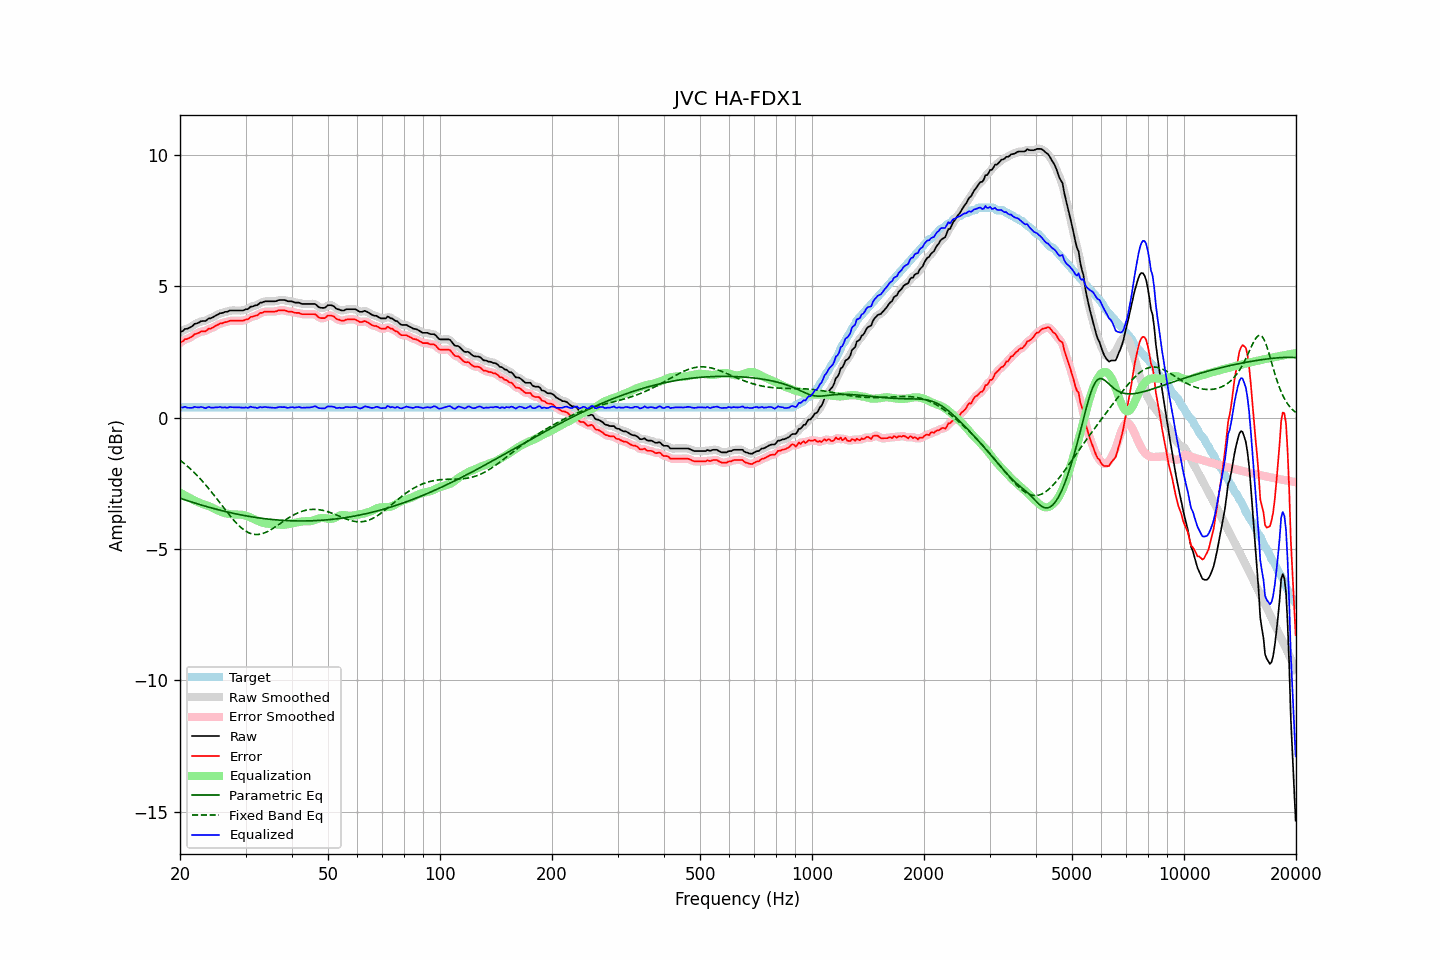 JVC HA-FDX1
Amplitude (dBr)
10
5
0
−5
−10
−15
Target
Raw Smoothed
Error Smoothed
Raw
Error
Equalization
Parametric Eq
Fixed Band Eq
Equalized
20 50 100 200 500 1000 2000 5000 10000 20000
Frequency (Hz)